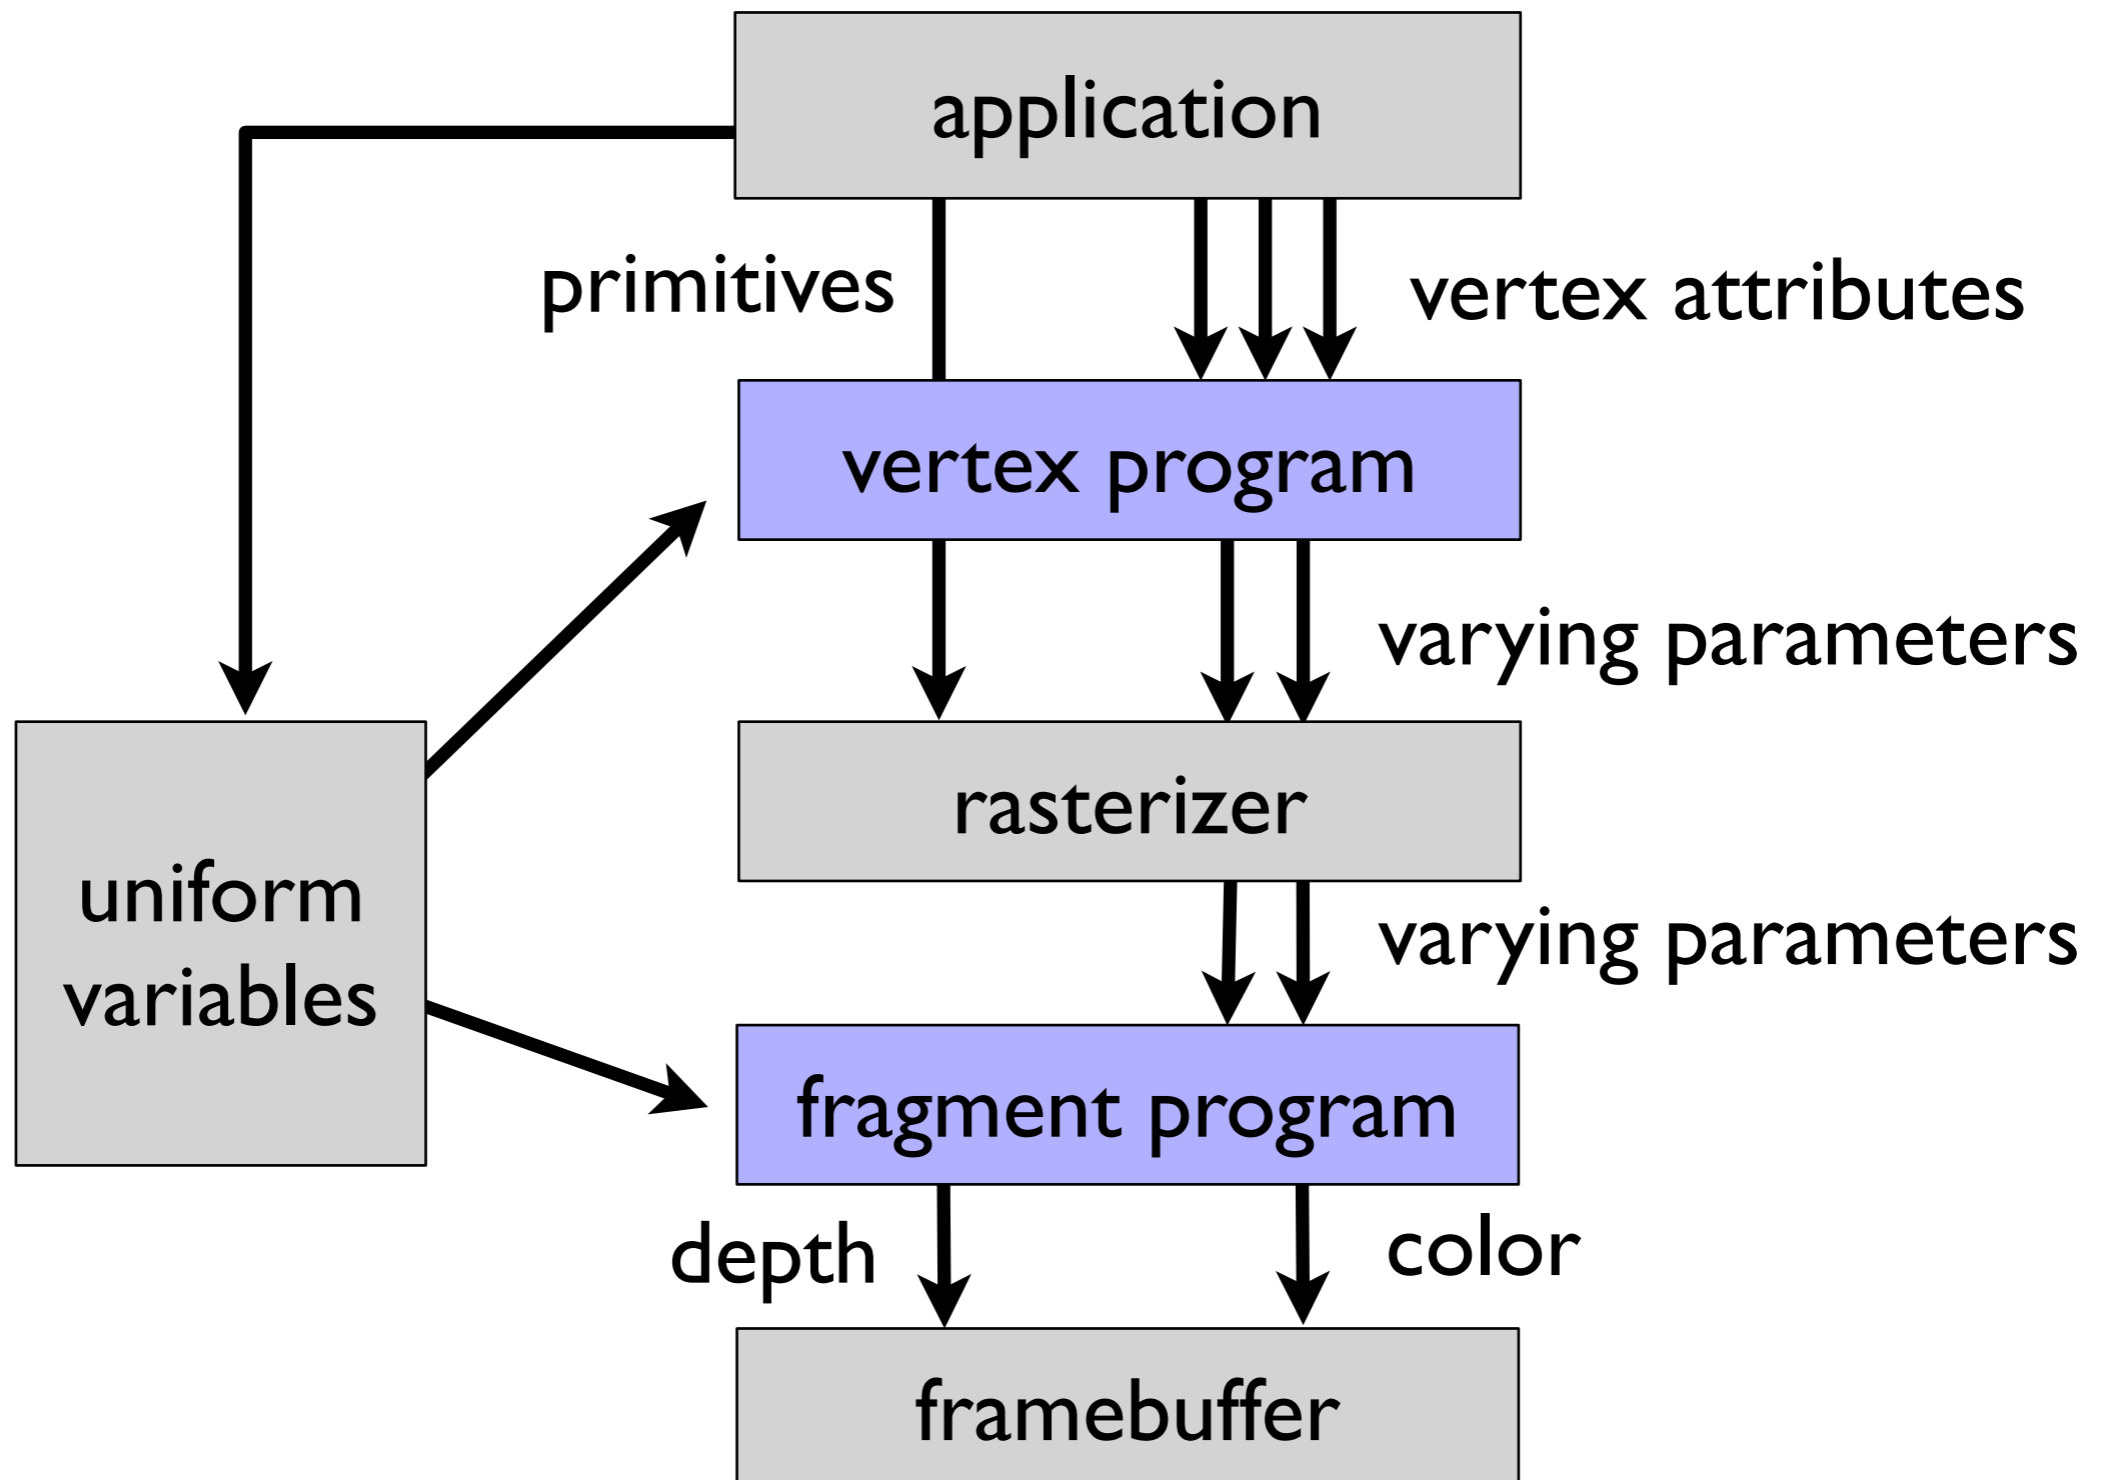 application
primitives
vertex attributes
vertex program
varying parameters
rasterizer
uniform
variables
varying parameters
fragment program
depth
color
framebuffer